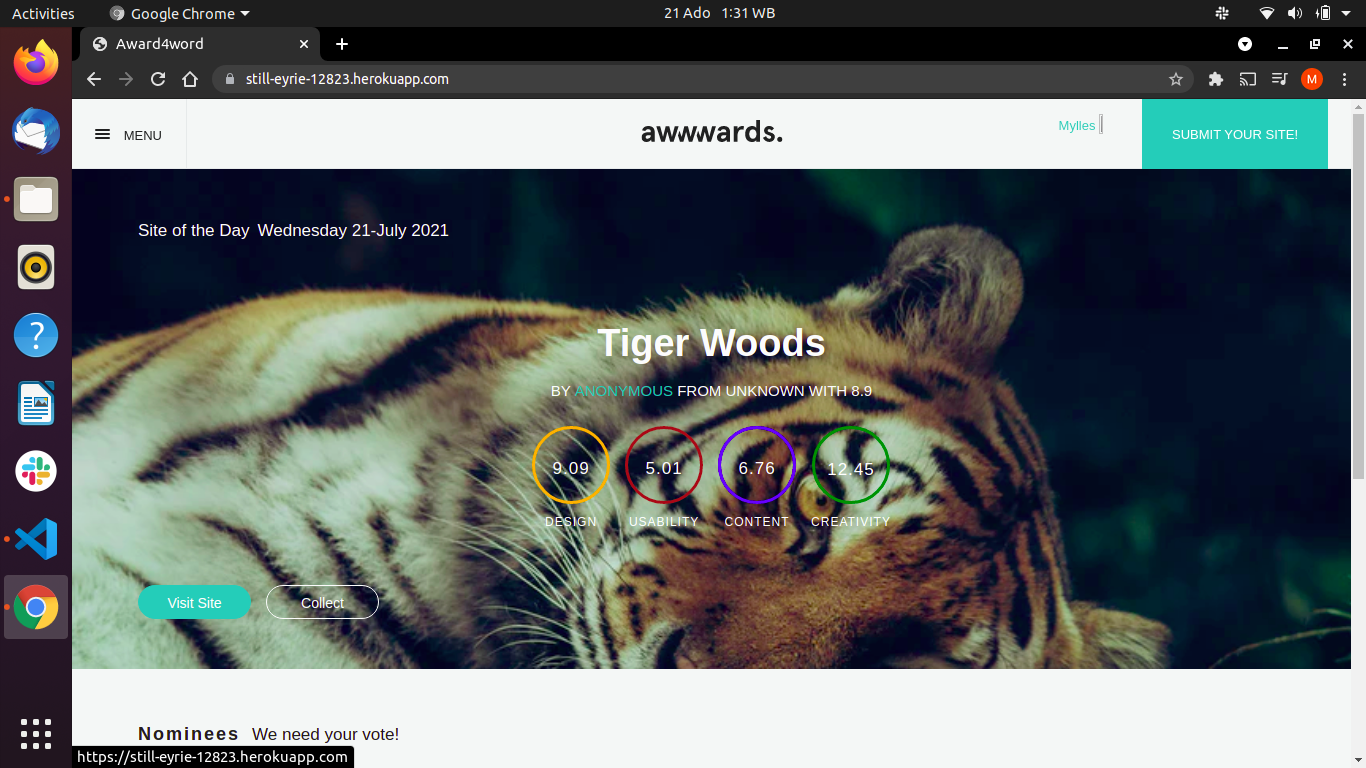 Activities Google Chrome 21 Ado 1:31 WB
Award4word
still-eyrie-12823.herokuapp.com M
MENU awwwards. Mylles SUBMIT YOUR SITE!
Site of the Day Wednesday 21-July 2021
Tiger Woods
BY ANONYMOUS FROM UNKNOWN WITH 8.9
9.09 5.01 6.76 12.45
DESIGN USABILITY CONTENT CREATIVITY
Visit Site Collect
Nominees We need your vote!
https://still-eyrie-12823.herokuapp.com